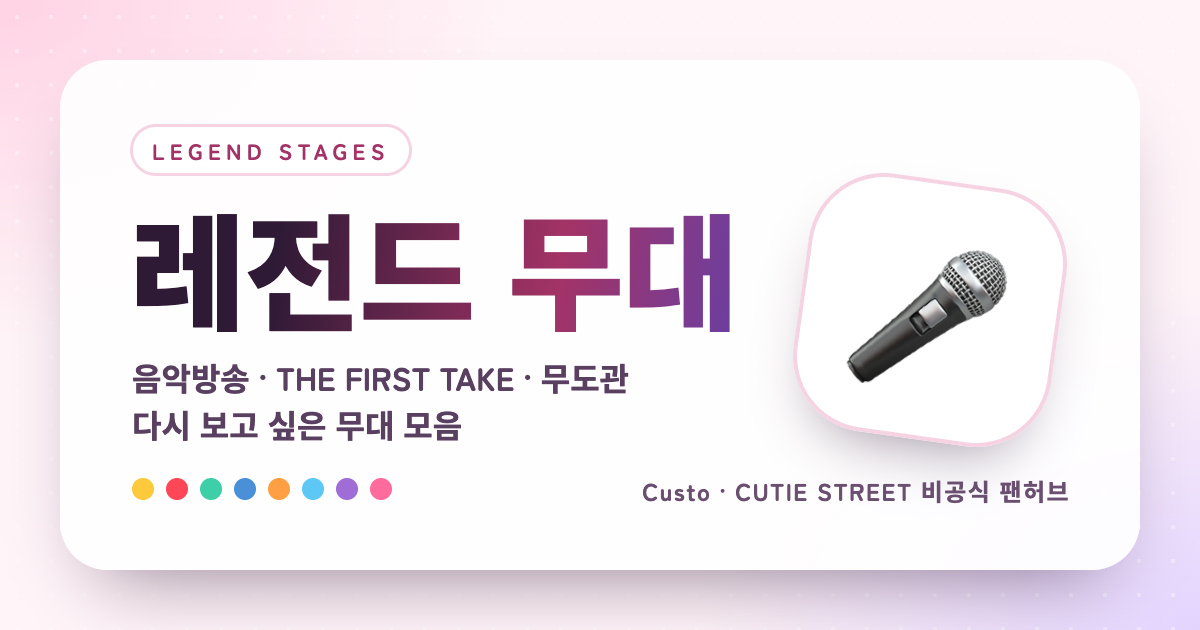 LEGEND STAGES
레전드 무대
음악방송 · THE FIRST TAKE · 무도관
다시 보고 싶은 무대 모음
Custo · CUTIE STREET 비공식 팬허브